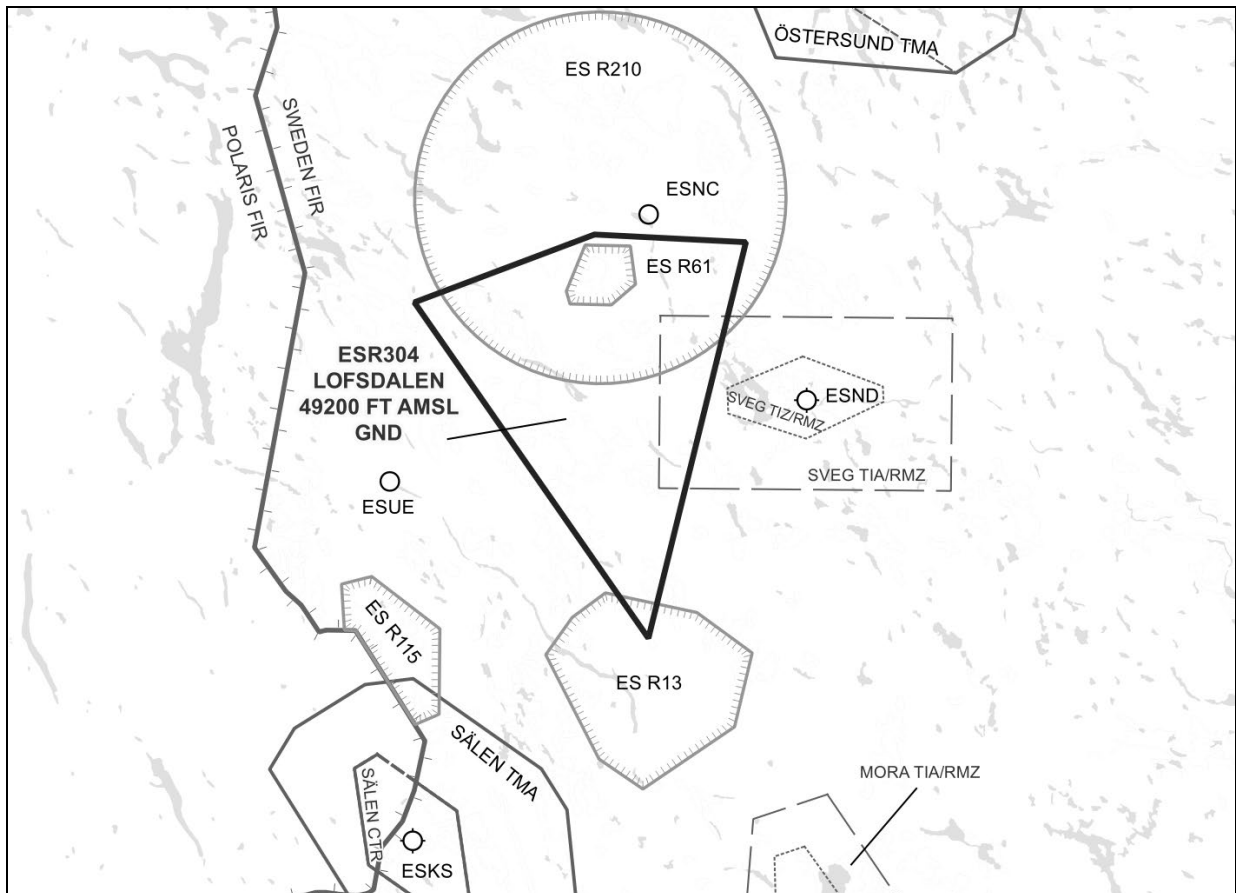 ÖSTERSUND TMA
ES R210
SWEDEN FIR
POLARIS FIR
ESNC
ES R61
ESR304
LOFSDALEN
49200 FT AMSL
GND
ESND
SVEG TIZ/RMZ
SVEG TIA/RMZ
ESUE
ES R115
ES R13
SÄLEN TMA
MORA TIA/RMZ
SÄLEN CTR
ESKS